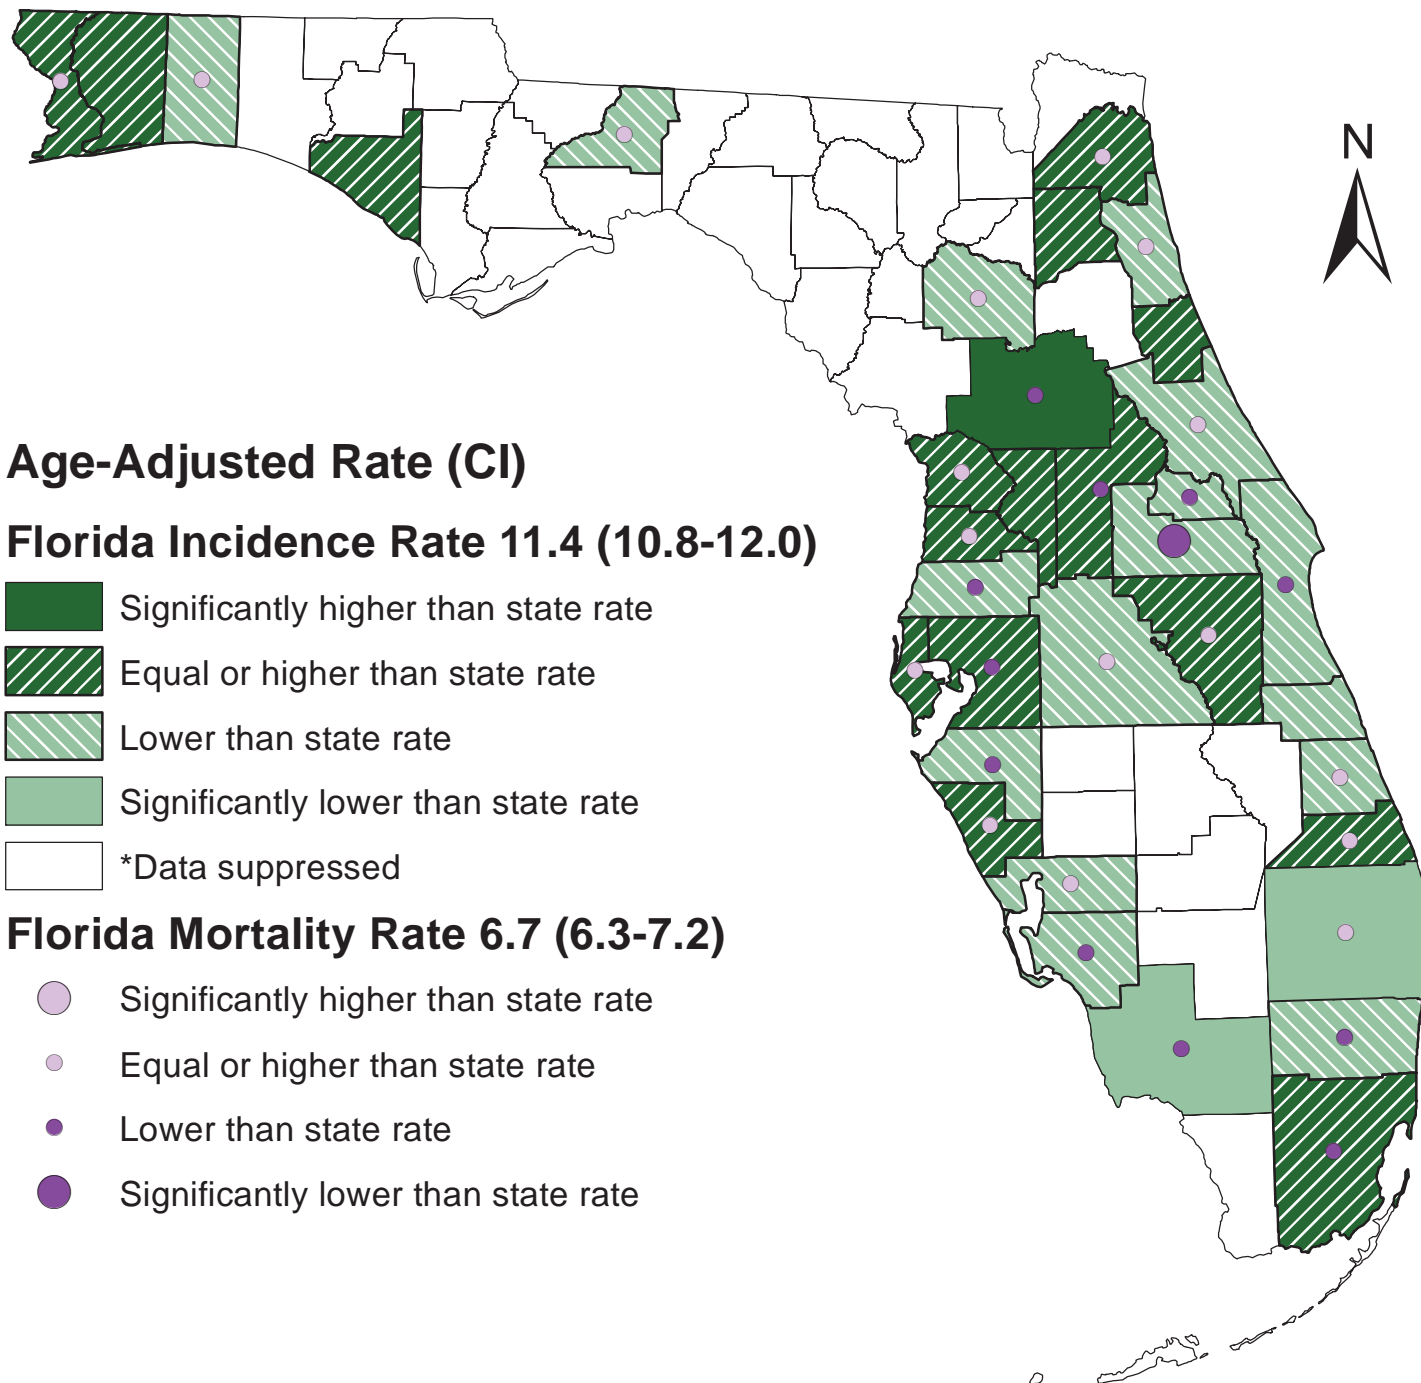 N
Age-Adjusted Rate (CI)
Florida Incidence Rate 11.4 (10.8-12.0)
Significantly higher than state rate
Equal or higher than state rate
Lower than state rate
Significantly lower than state rate
*Data suppressed
Florida Mortality Rate 6.7 (6.3-7.2)
Significantly higher than state rate
Equal or higher than state rate
Lower than state rate
Significantly lower than state rate